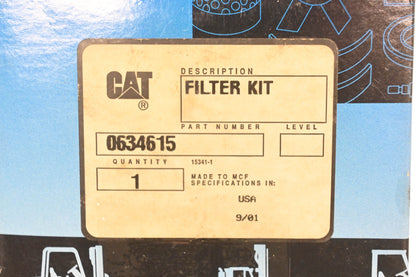 CAT
®
DESCRIPTION
FILTER KIT
PART NUMBER
LEVEL
0634615
QUANTITY
15341-1
1
MADE TO MCF
SPECIFICATIONS IN:
USA
9/01